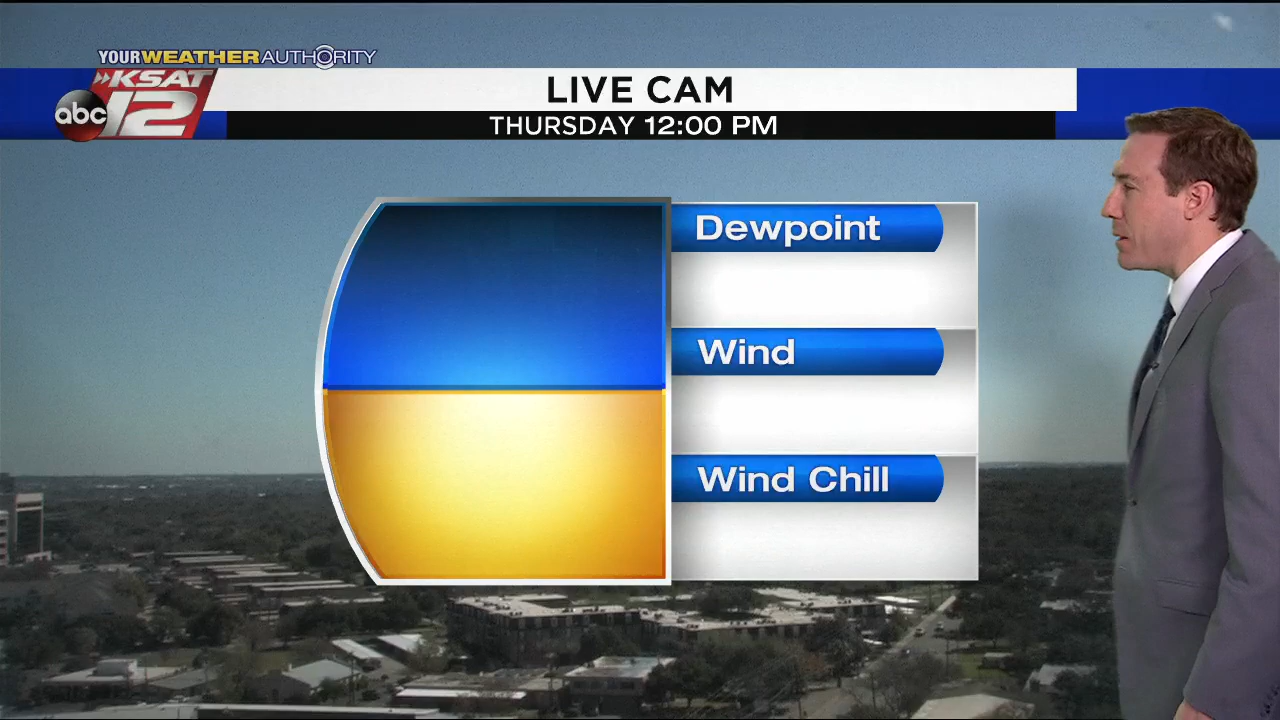 YOUR WEATHER AUTHORITY
KSAT
abc 12
LIVE CAM
THURSDAY 12:00 PM
Dewpoint
Wind
Wind Chill